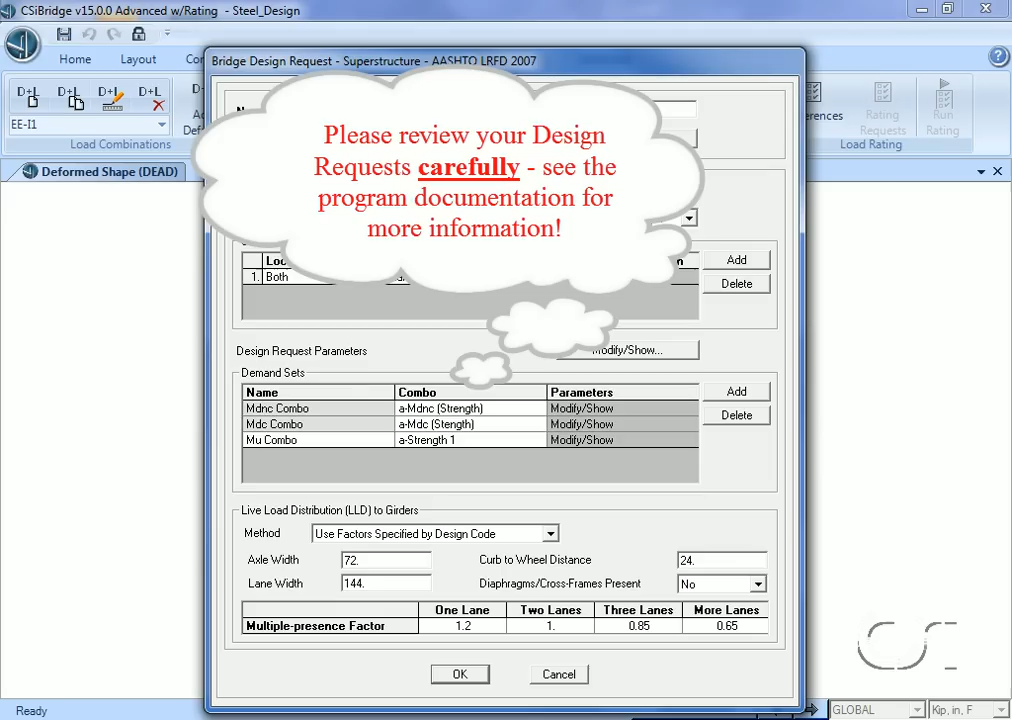 CSiBridge v15.0.0 Advanced w/Rating - Steel_Design
Home Layout
D+L D+L D+L D+L
EE-I1
Load Combinations
Rating Requests
Run Rating
Load Rating
Deformed Shape (DEAD)
Bridge Design Request - Superstructure - AASHTO LRFD 2007
Please review your Design
Requests carefully - see the
program documentation for
more information!
1. Both
Add
Delete
Design Request Parameters
Modify/Show...
Demand Sets
Name Combo Parameters
Mdnc Combo a-Mdnc (Strength) Modify/Show
Mdc Combo a-Mdc (Stength) Modify/Show
Mu Combo a-Strength 1 Modify/Show
Add
Delete
Live Load Distribution (LLD) to Girders
Method Use Factors Specified by Design Code
Axle Width 72. Curb to Wheel Distance 24.
Lane Width 144. Diaphragms/Cross-Frames Present No
One Lane Two Lanes Three Lanes More Lanes
Multiple-presence Factor 1.2 1. 0.85 0.65
OK Cancel
CSi
Ready GLOBAL Kip, in, F